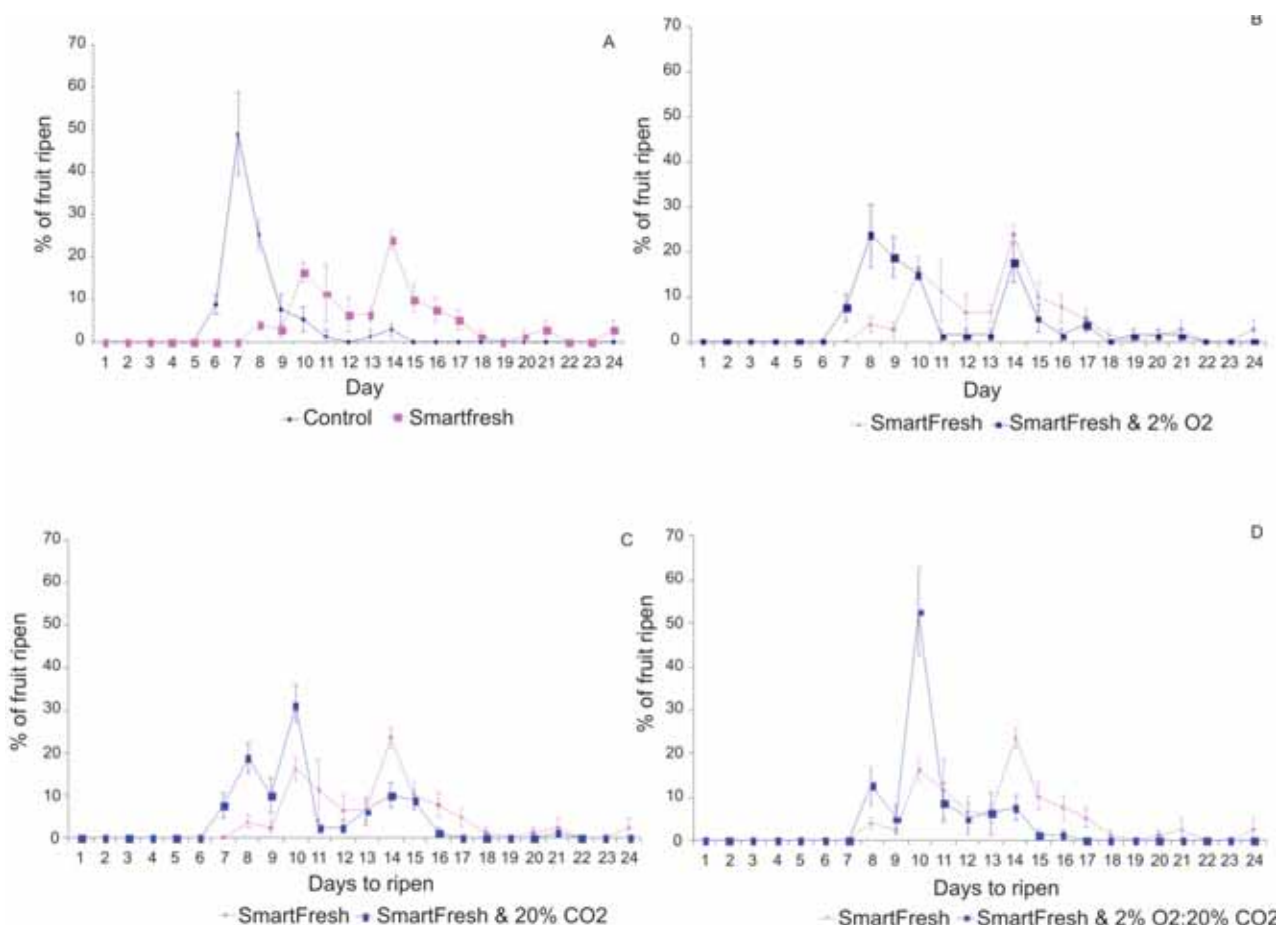 A
70
60
50
40
30
20
10
0
% of fruit ripen
1 2 3 4 5 6 7 8 9 10 11 12 13 14 15 16 17 18 19 20 21 22 23 24
Day
Control Smartfresh
B
70
60
50
40
30
20
10
0
% of fruit ripen
1 2 3 4 5 6 7 8 9 10 11 12 13 14 15 16 17 18 19 20 21 22 23 24
Day
SmartFresh SmartFresh & 2% O2
C
70
60
50
40
30
20
10
0
% of fruit ripen
1 2 3 4 5 6 7 8 9 10 11 12 13 14 15 16 17 18 19 20 21 22 23 24
Days to ripen
SmartFresh SmartFresh & 20% CO2
D
70
60
50
40
30
20
10
0
% of fruit ripen
1 2 3 4 5 6 7 8 9 10 11 12 13 14 15 16 17 18 19 20 21 22 23 24
Days to ripen
SmartFresh SmartFresh & 2% O2:20% CO2